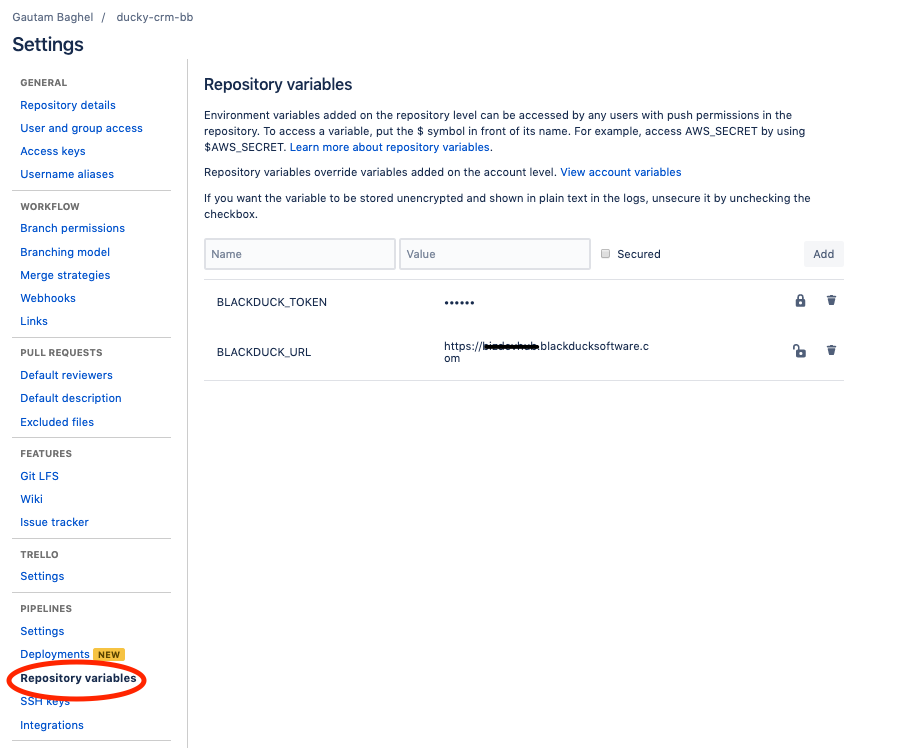 Gautam Baghel / ducky-crm-bb
Settings
GENERAL
Repository details
User and group access
Access keys
Username aliases
WORKFLOW
Branch permissions
Branching model
Merge strategies
Webhooks
Links
PULL REQUESTS
Default reviewers
Default description
Excluded files
FEATURES
Git LFS
Wiki
Issue tracker
TRELLO
Settings
PIPELINES
Settings
Deployments NEW
Repository variables
SSH keys
Integrations
Repository variables
Environment variables added on the repository level can be accessed by any users with push permissions in the
repository. To access a variable, put the $ symbol in front of its name. For example, access AWS_SECRET by using
$AWS_SECRET. Learn more about repository variables.
Repository variables override variables added on the account level. View account variables
If you want the variable to be stored unencrypted and shown in plain text in the logs, unsecure it by unchecking the
checkbox.
Name Value Secured Add
BLACKDUCK_TOKEN ••••••
BLACKDUCK_URL https:// .blackducksoftware.c
om